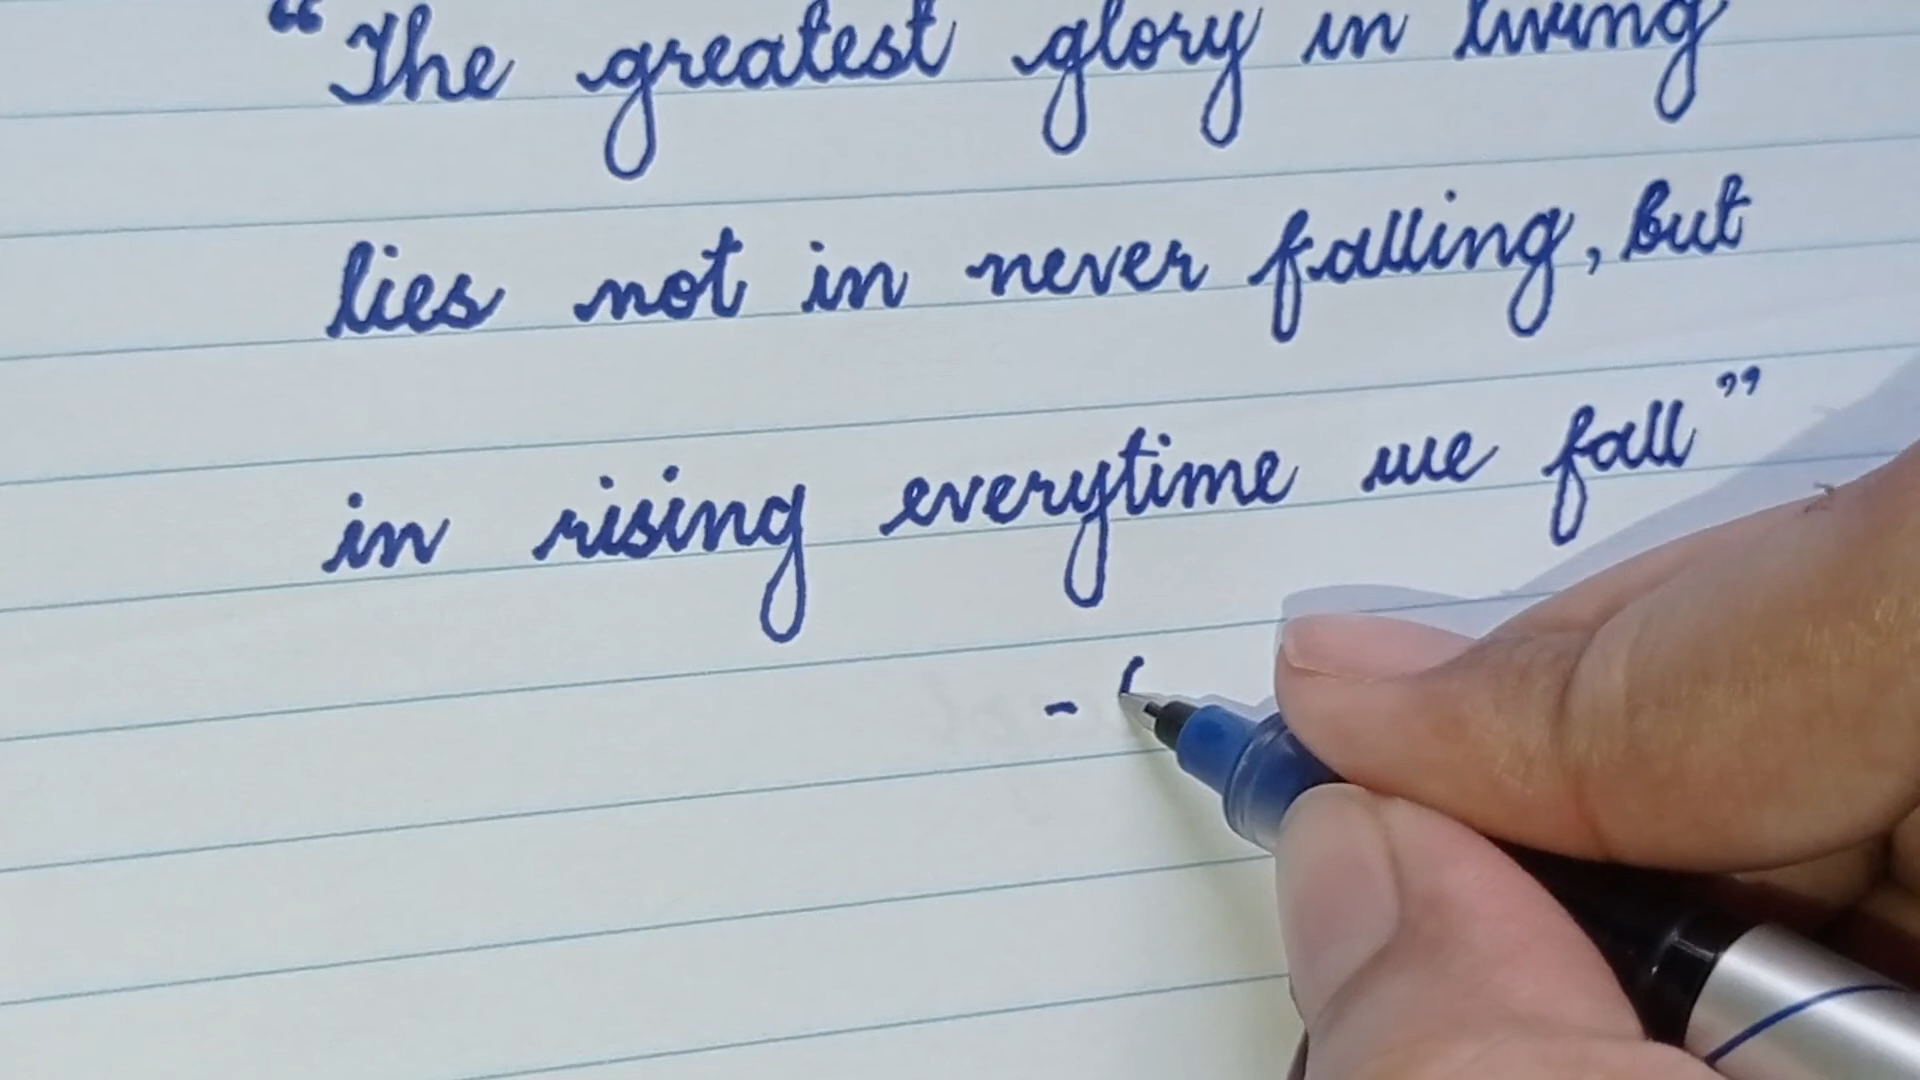 “The greatest glory in living
lies not in never falling, But
in rising everytime we fall”
-